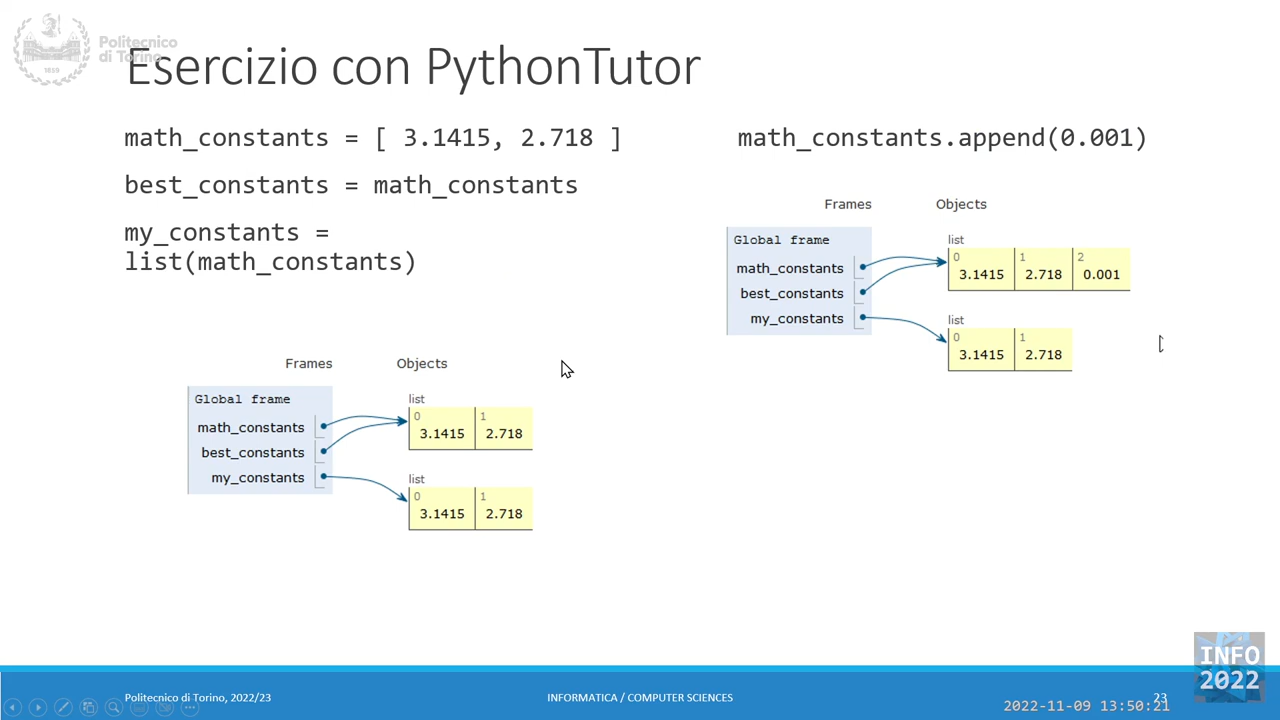 Politecnico
di Torino
1859
Esercizio con PythonTutor
math_constants = [ 3.1415, 2.718 ]
best_constants = math_constants
my_constants =
list(math_constants)
Frames Objects
Global frame
math_constants
best_constants
my_constants
list
0 1
3.1415 2.718
list
0 1
3.1415 2.718
math_constants.append(0.001)
Frames Objects
Global frame
math_constants
best_constants
my_constants
list
0 1 2
3.1415 2.718 0.001
list
0 1
3.1415 2.718
Politecnico di Torino, 2022/23
INFORMATICA / COMPUTER SCIENCES
23
INFO
2022
2022-11-09 13:50:21